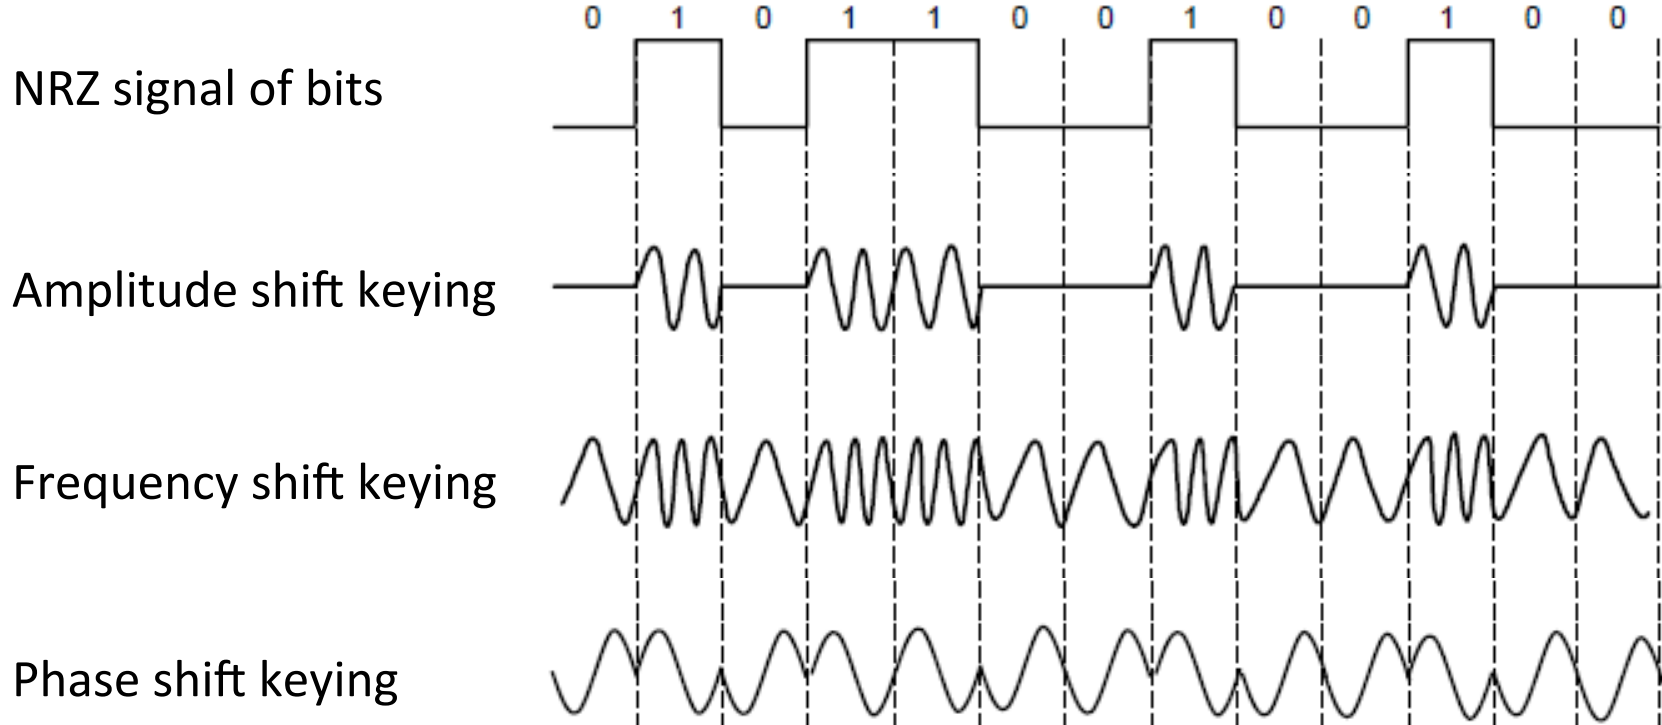 0 1 0 1 1 0 0 1 0 0 1 0 0
NRZ signal of bits
Amplitude shift keying
Frequency shift keying
Phase shift keying